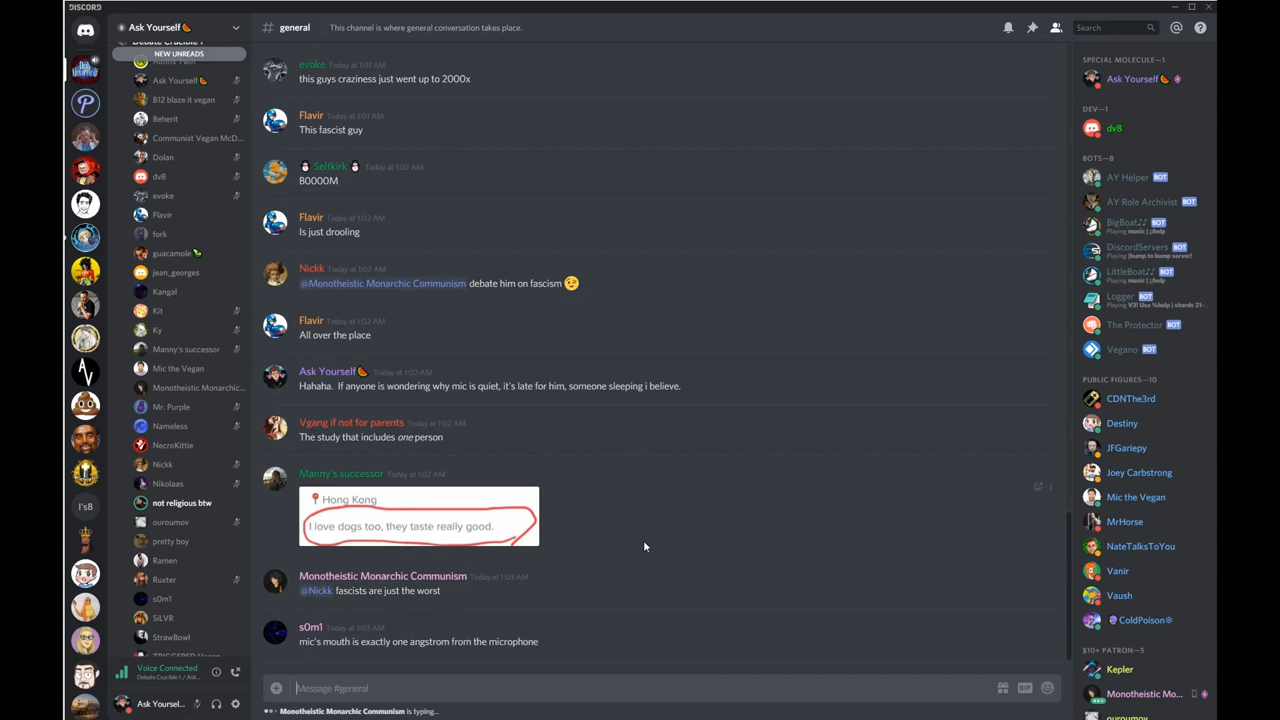 DISCORD
Ask Yourself
general
This channel is where general conversation takes place.
Search
Debate Crucible 1
NEW UNREADS
Ask Yourself
B12 blaze it vegan
Beherit
Communist Vegan McD...
Dolan
dv8
evoke
Flavir
fork
guacamole
jean_georges
Kangal
Kit
Ky
Manny's successor
Mic the Vegan
Monotheistic Monarchic...
Mr. Purple
Nameless
NecroKittie
Nickk
Nikolaas
not religious btw
ouroumov
pretty boy
Ramen
Ruxter
s0m1
SiLVR
StrawBowl
Voice Connected
Debate Crucible 1 / Ask...
Ask Yoursel...
I'sB
evoke Today at 1:01 AM
this guys craziness just went up to 2000x
Flavir Today at 1:01 AM
This fascist guy
Seltkirk Today at 1:02 AM
B0000M
Flavir Today at 1:02 AM
Is just drooling
Nickk Today at 1:02 AM
@Monotheistic Monarchic Communism debate him on fascism
Flavir Today at 1:02 AM
All over the place
Ask Yourself Today at 1:02 AM
Hahaha. If anyone is wondering why mic is quiet, it's late for him, someone sleeping i believe.
Vgang if not for parents Today at 1:02 AM
The study that includes one person
Manny's successor Today at 1:02 AM
Hong Kong
I love dogs too, they taste really good.
1
Monotheistic Monarchic Communism Today at 1:03 AM
@Nickk fascists are just the worst
s0m1 Today at 1:03 AM
mic's mouth is exactly one angstrom from the microphone
Message #general
GIF
Monotheistic Monarchic Communism is typing...
SPECIAL MOLECULE—1
Ask Yourself
DEV—1
dv8
BOTS—8
AY Helper BOT
AY Role Archivist BOT
BigBoat BOT
Playing music | ;;help
DiscordServers BOT
Playing !bump to bump server!
LittleBoat BOT
Playing music | ;;help
Logger BOT
Playing V3! Use %help | shards 21-...
The Protector BOT
Vegano BOT
PUBLIC FIGURES—10
CDNThe3rd
Destiny
JFGariepy
Joey Carbstrong
Mic the Vegan
MrHorse
NateTalksToYou
Vanir
Vaush
ColdPoison
$10+ PATRON—5
Kepler
Monotheistic Mo...
ouroumov